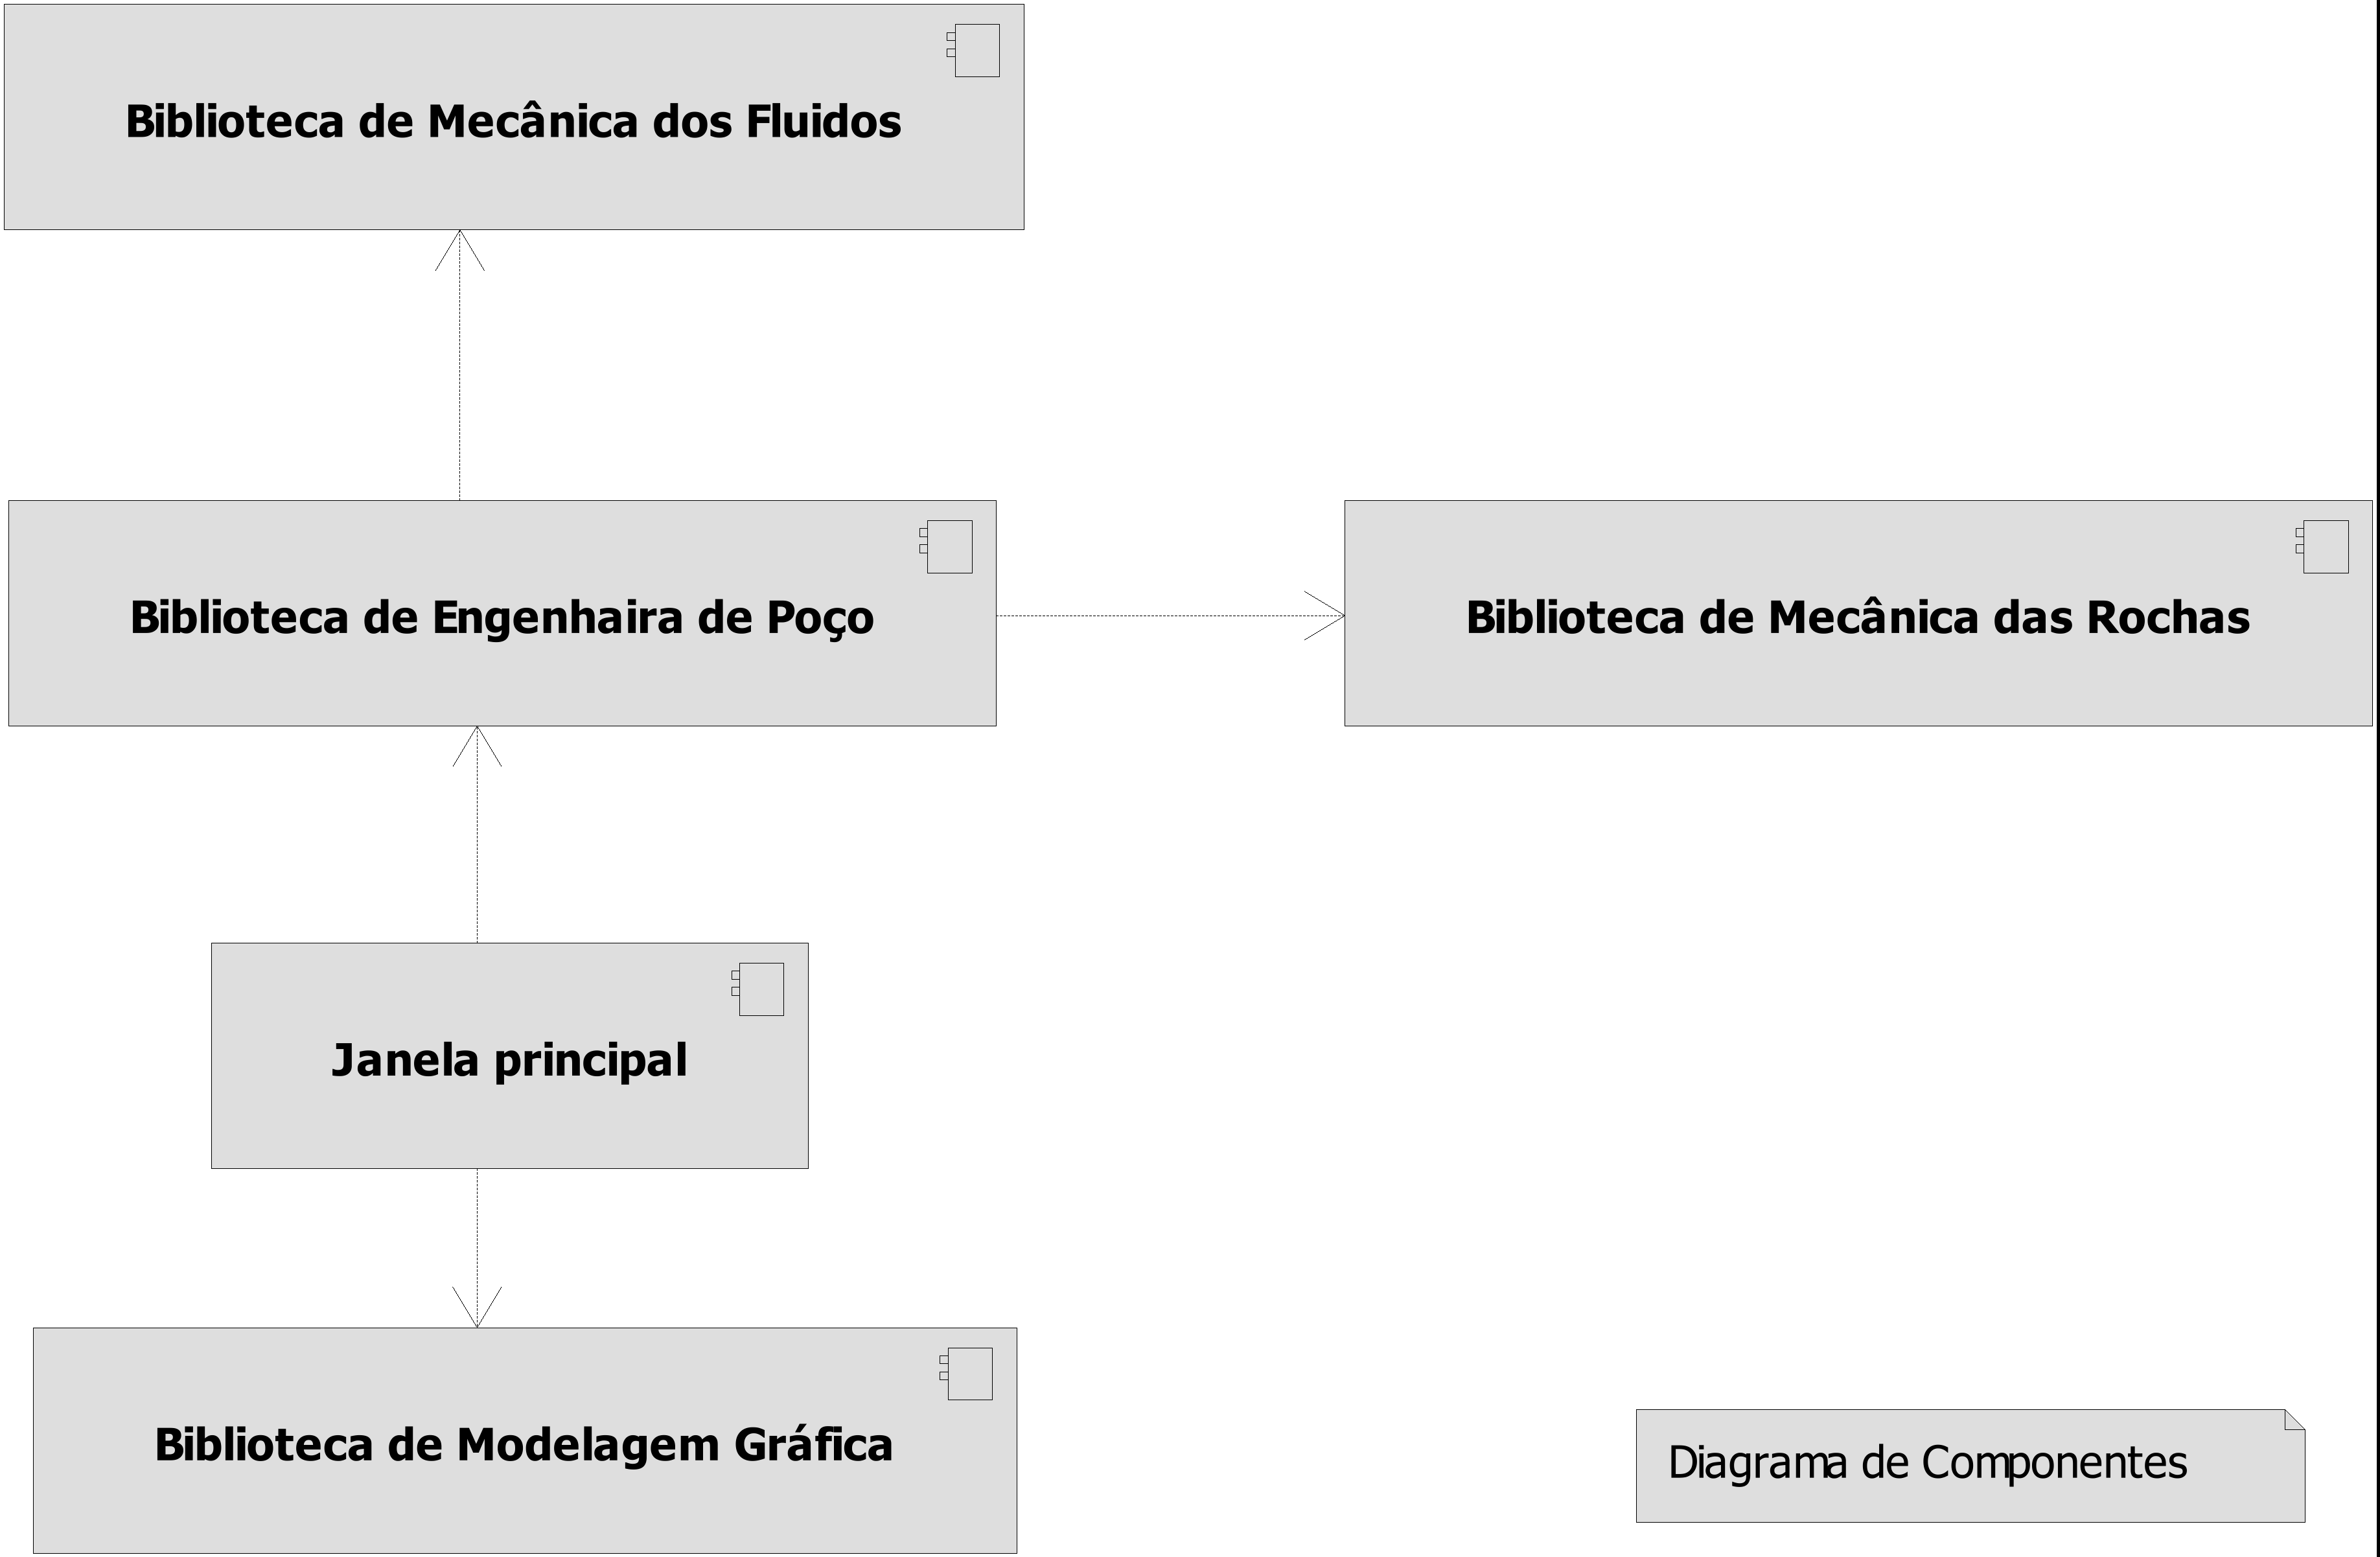 Biblioteca de Mecânica dos Fluidos
Biblioteca de Engenhaira de Poço
Biblioteca de Mecânica das Rochas
Janela principal
Biblioteca de Modelagem Gráfica
Diagrama de Componentes